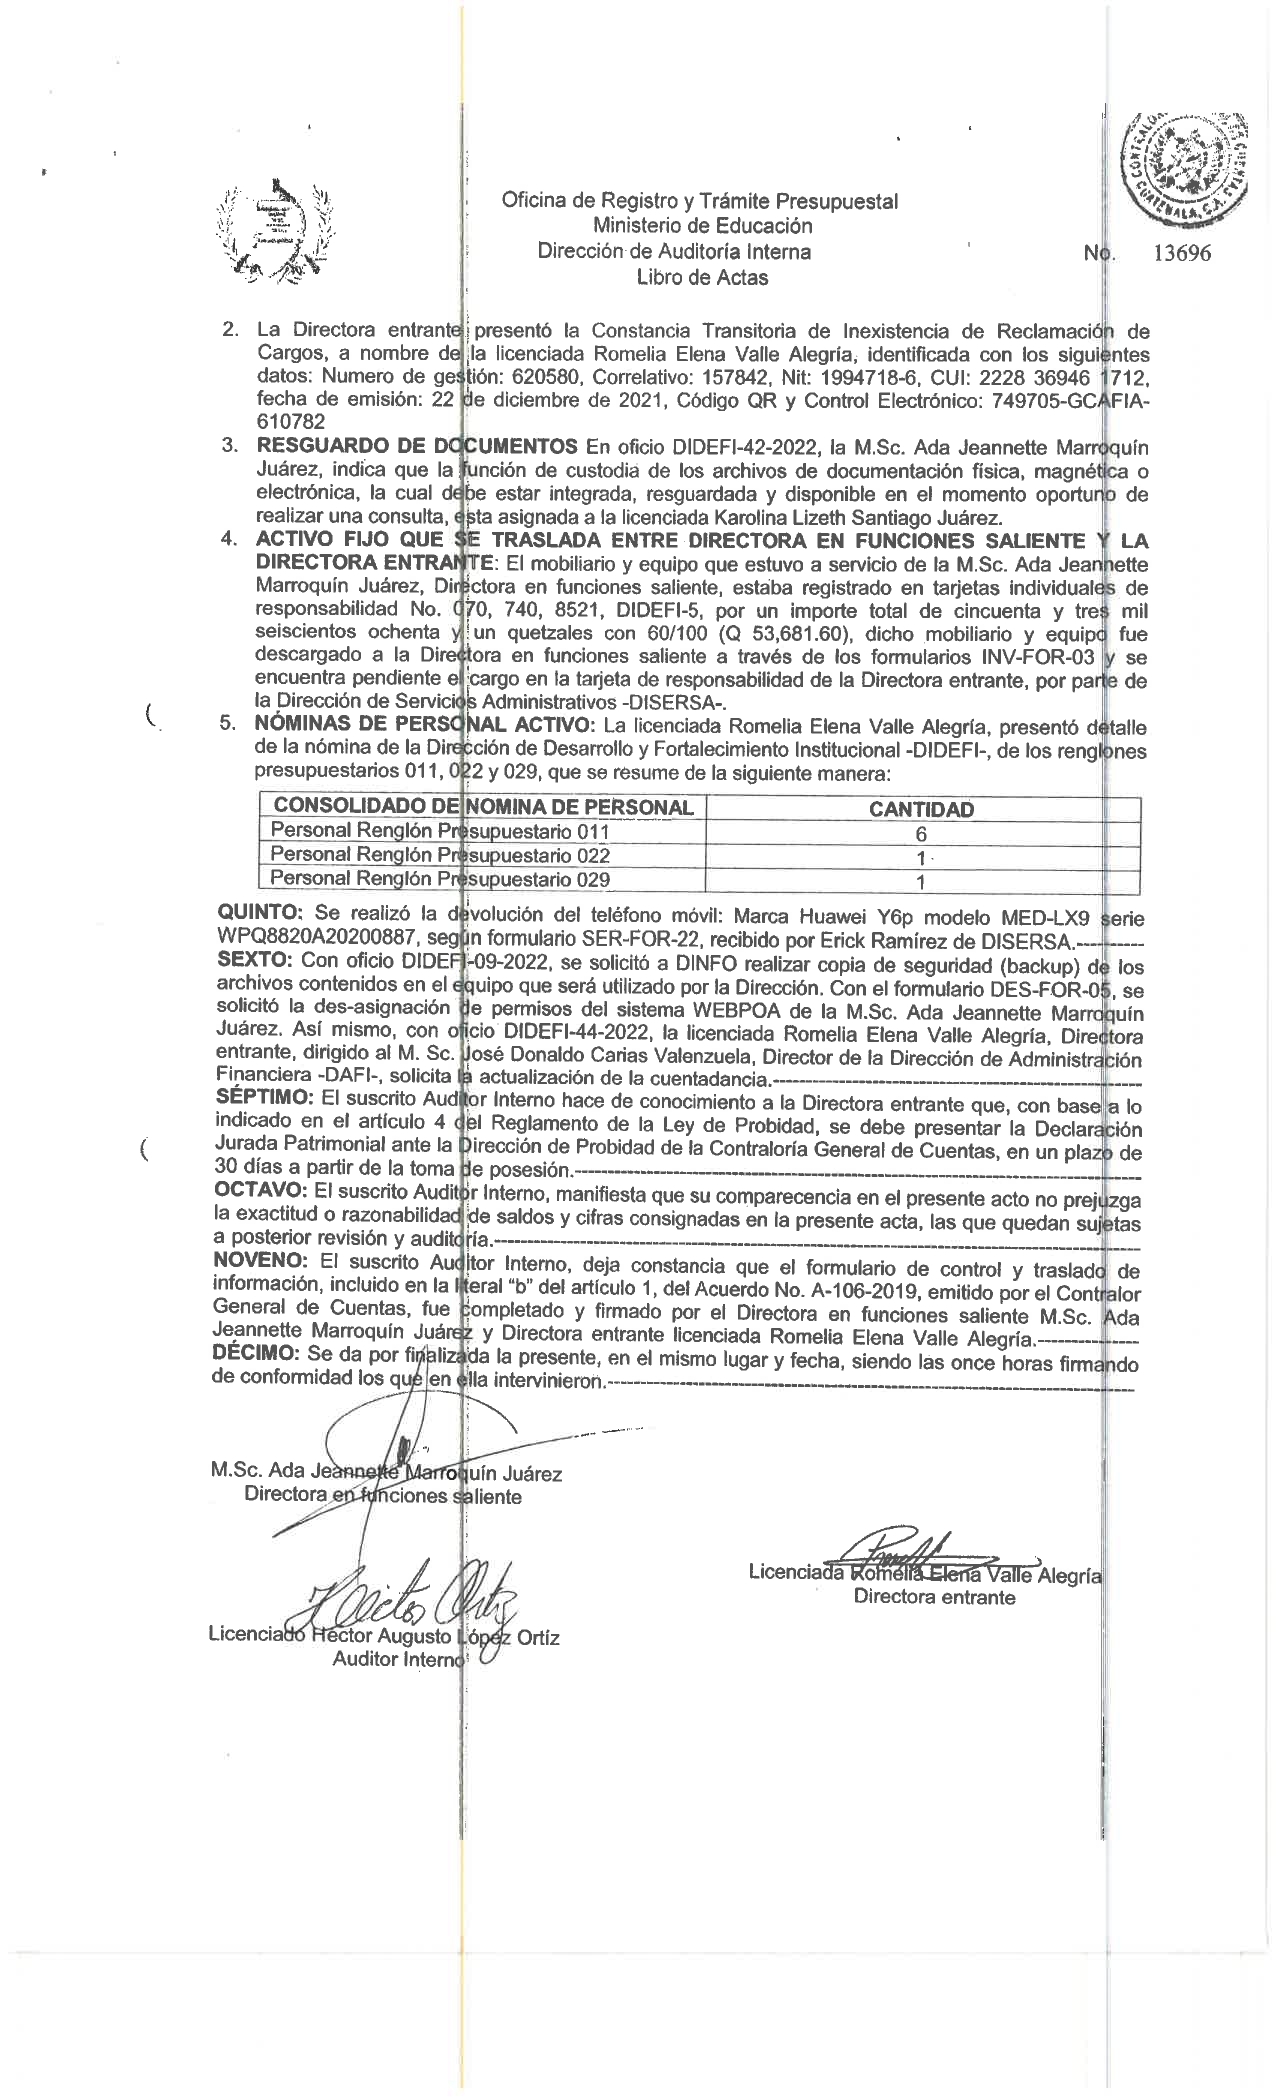 Oficina de Registro y Trámite Presupuestal
Ministerio de Educación
Dirección de Auditoría Interna
Libro de Actas
No. 13696
CONTRALORÍA
GUATEMALA, C.A.
2. La Directora entrante presentó la Constancia Transitoria de Inexistencia de Reclamación de
Cargos, a nombre de la licenciada Romelia Elena Valle Alegría, identificada con los siguientes
datos: Numero de gestión: 620580, Correlativo: 157842, Nit: 1994718-6, CUI: 2228 36946 1712,
fecha de emisión: 22 de diciembre de 2021, Código QR y Control Electrónico: 749705-GCAFIA-
610782
3. RESGUARDO DE DOCUMENTOS En oficio DIDEFI-42-2022, la M.Sc. Ada Jeannette Marroquín
Juárez, indica que la función de custodia de los archivos de documentación física, magnética o
electrónica, la cual debe estar integrada, resguardada y disponible en el momento oportuno de
realizar una consulta, esta asignada a la licenciada Karolina Lizeth Santiago Juárez.
4. ACTIVO FIJO QUE SE TRASLADA ENTRE DIRECTORA EN FUNCIONES SALIENTE Y LA
DIRECTORA ENTRANTE: El mobiliario y equipo que estuvo a servicio de la M.Sc. Ada Jeannette
Marroquín Juárez, Directora en funciones saliente, estaba registrado en tarjetas individuales de
responsabilidad No. 070, 740, 8521, DIDEFI-5, por un importe total de cincuenta y tres mil
seiscientos ochenta y un quetzales con 60/100 (Q 53,681.60), dicho mobiliario y equipo fue
descargado a la Directora en funciones saliente a través de los formularios INV-FOR-03 y se
encuentra pendiente el cargo en la tarjeta de responsabilidad de la Directora entrante, por parte de
la Dirección de Servicios Administrativos -DISERSA-.
5. NÓMINAS DE PERSONAL ACTIVO: La licenciada Romelia Elena Valle Alegría, presentó detalle
de la nómina de la Dirección de Desarrollo y Fortalecimiento Institucional -DIDEFI-, de los renglones
presupuestarios 011, 022 y 029, que se resume de la siguiente manera:
CONSOLIDADO DE NOMINA DE PERSONAL CANTIDAD
Personal Renglón Presupuestario 011 6
Personal Renglón Presupuestario 022 1
Personal Renglón Presupuestario 029 1
QUINTO: Se realizó la devolución del teléfono móvil: Marca Huawei Y6p modelo MED-LX9 serie
WPQ8820A20200887, según formulario SER-FOR-22, recibido por Erick Ramírez de DISERSA.----------
SEXTO: Con oficio DIDEFI-09-2022, se solicitó a DINFO realizar copia de seguridad (backup) de los
archivos contenidos en el equipo que será utilizado por la Dirección. Con el formulario DES-FOR-05, se
solicitó la des-asignación de permisos del sistema WEBPOA de la M.Sc. Ada Jeannette Marroquín
Juárez. Así mismo, con oficio DIDEFI-44-2022, la licenciada Romelia Elena Valle Alegría, Directora
entrante, dirigido al M. Sc. José Donaldo Carias Valenzuela, Director de la Dirección de Administración
Financiera -DAFI-, solicita la actualización de la cuentadancia.----------
SÉPTIMO: El suscrito Auditor Interno hace de conocimiento a la Directora entrante que, con base a lo
indicado en el artículo 4 del Reglamento de la Ley de Probidad, se debe presentar la Declaración
Jurada Patrimonial ante la Dirección de Probidad de la Contraloría General de Cuentas, en un plazo de
30 días a partir de la toma de posesión.----------
OCTAVO: El suscrito Auditor Interno, manifiesta que su comparecencia en el presente acto no prejuzga
la exactitud o razonabilidad de saldos y cifras consignadas en la presente acta, las que quedan sujetas
a posterior revisión y auditoría.----------
NOVENO: El suscrito Auditor Interno, deja constancia que el formulario de control y traslado de
información, incluido en la literal “b” del artículo 1, del Acuerdo No. A-106-2019, emitido por el Contralor
General de Cuentas, fue completado y firmado por el Directora en funciones saliente M.Sc. Ada
Jeannette Marroquín Juárez y Directora entrante licenciada Romelia Elena Valle Alegría.----------
DÉCIMO: Se da por finalizada la presente, en el mismo lugar y fecha, siendo las once horas firmando
de conformidad los que en ella intervinieron.----------
M.Sc. Ada Jeannette Marroquín Juárez
Directora en funciones saliente
Licenciada Romelia Elena Valle Alegría
Directora entrante
Hector Ortiz
Licenciado Héctor Augusto López Ortíz
Auditor Interno